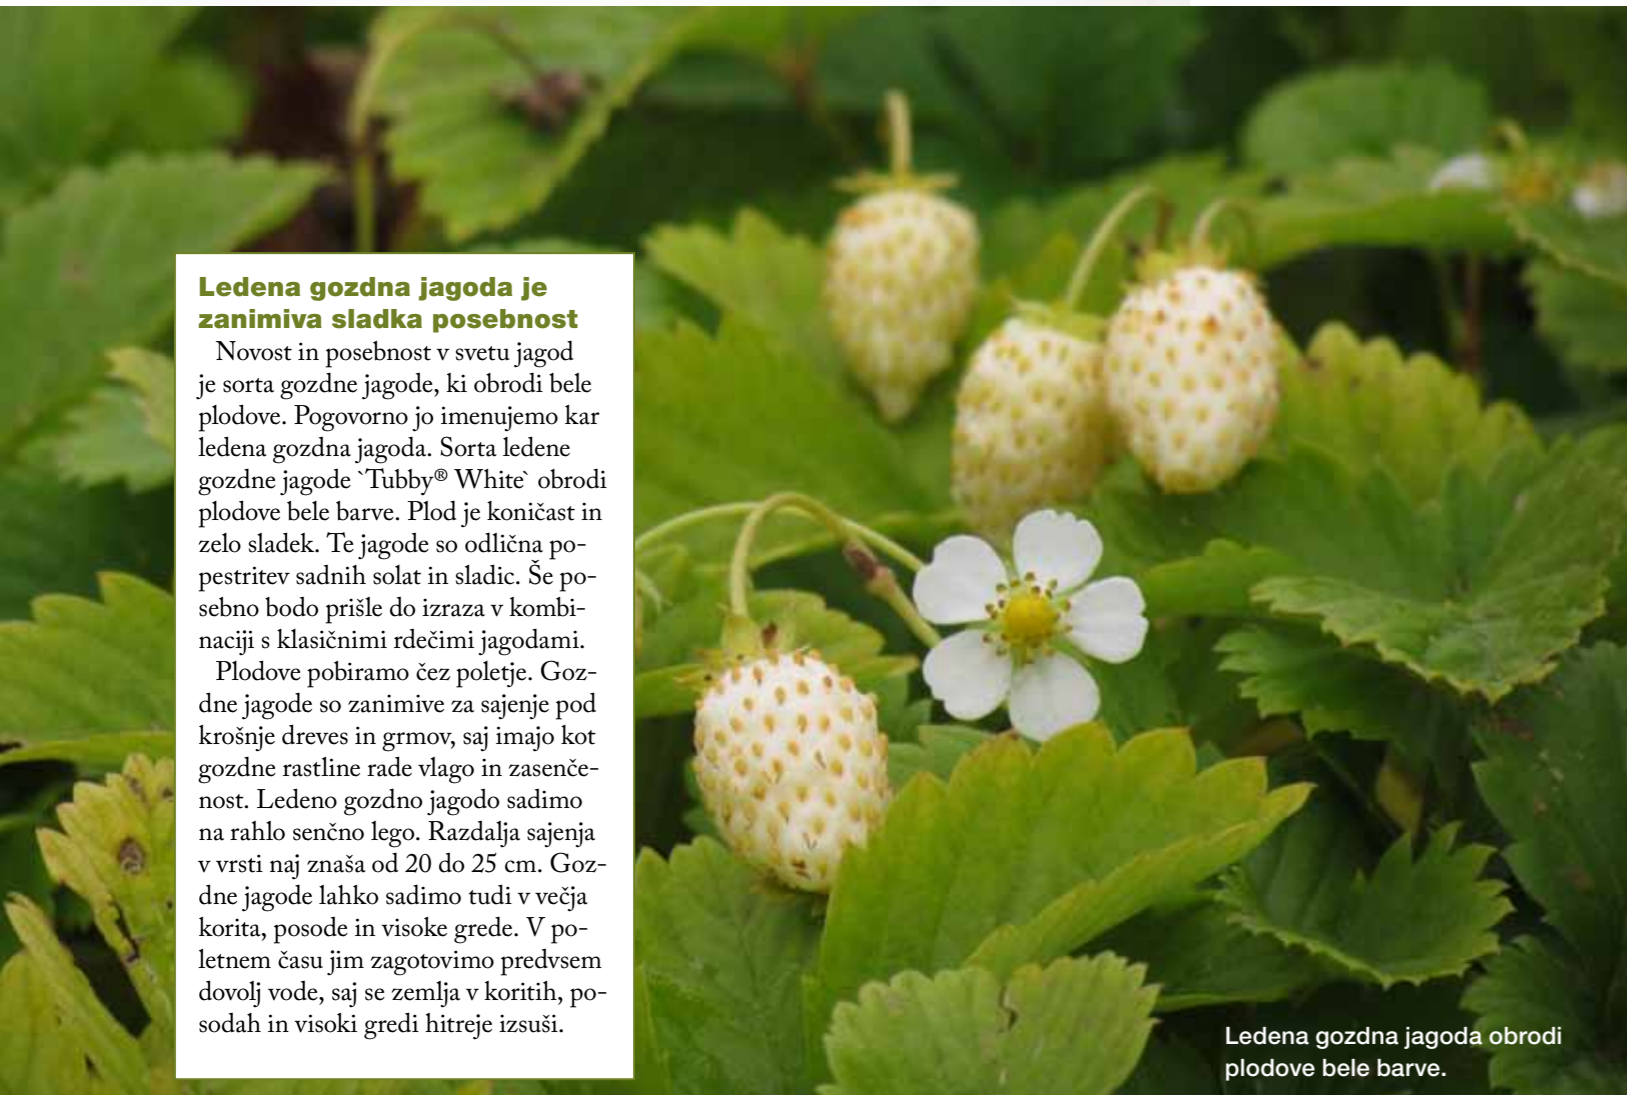 Ledena gozdna jagoda je
zanimiva sladka posebnost
Novost in posebnost v svetu jagod
je sorta gozdne jagode, ki obrodi bele
plodove. Pogovorno jo imenujemo kar
ledena gozdna jagoda. Sorta ledene
gozdne jagode `Tubby® White` obrodi
plodove bele barve. Plod je koničast in
zelo sladek. Te jagode so odlična po-
pestritev sadnih solat in sladic. Še po-
sebno bodo prišle do izraza v kombi-
naciji s klasičnimi rdečimi jagodami.
Plodove pobiramo čez poletje. Goz-
dne jagode so zanimive za sajenje pod
krošnje dreves in grmov, saj imajo kot
gozdne rastline rade vlago in zasenče-
nost. Ledeno gozdno jagodo sadimo
na rahlo senčno lego. Razdalja sajenja
v vrsti naj znaša od 20 do 25 cm. Goz-
dne jagode lahko sadimo tudi v večja
korita, posode in visoke grede. V po-
letnem času jim zagotovimo predvsem
dovolj vode, saj se zemlja v koritih, po-
sodah in visoki gredi hitreje izsuši.
Ledena gozdna jagoda obrodi
plodove bele barve.